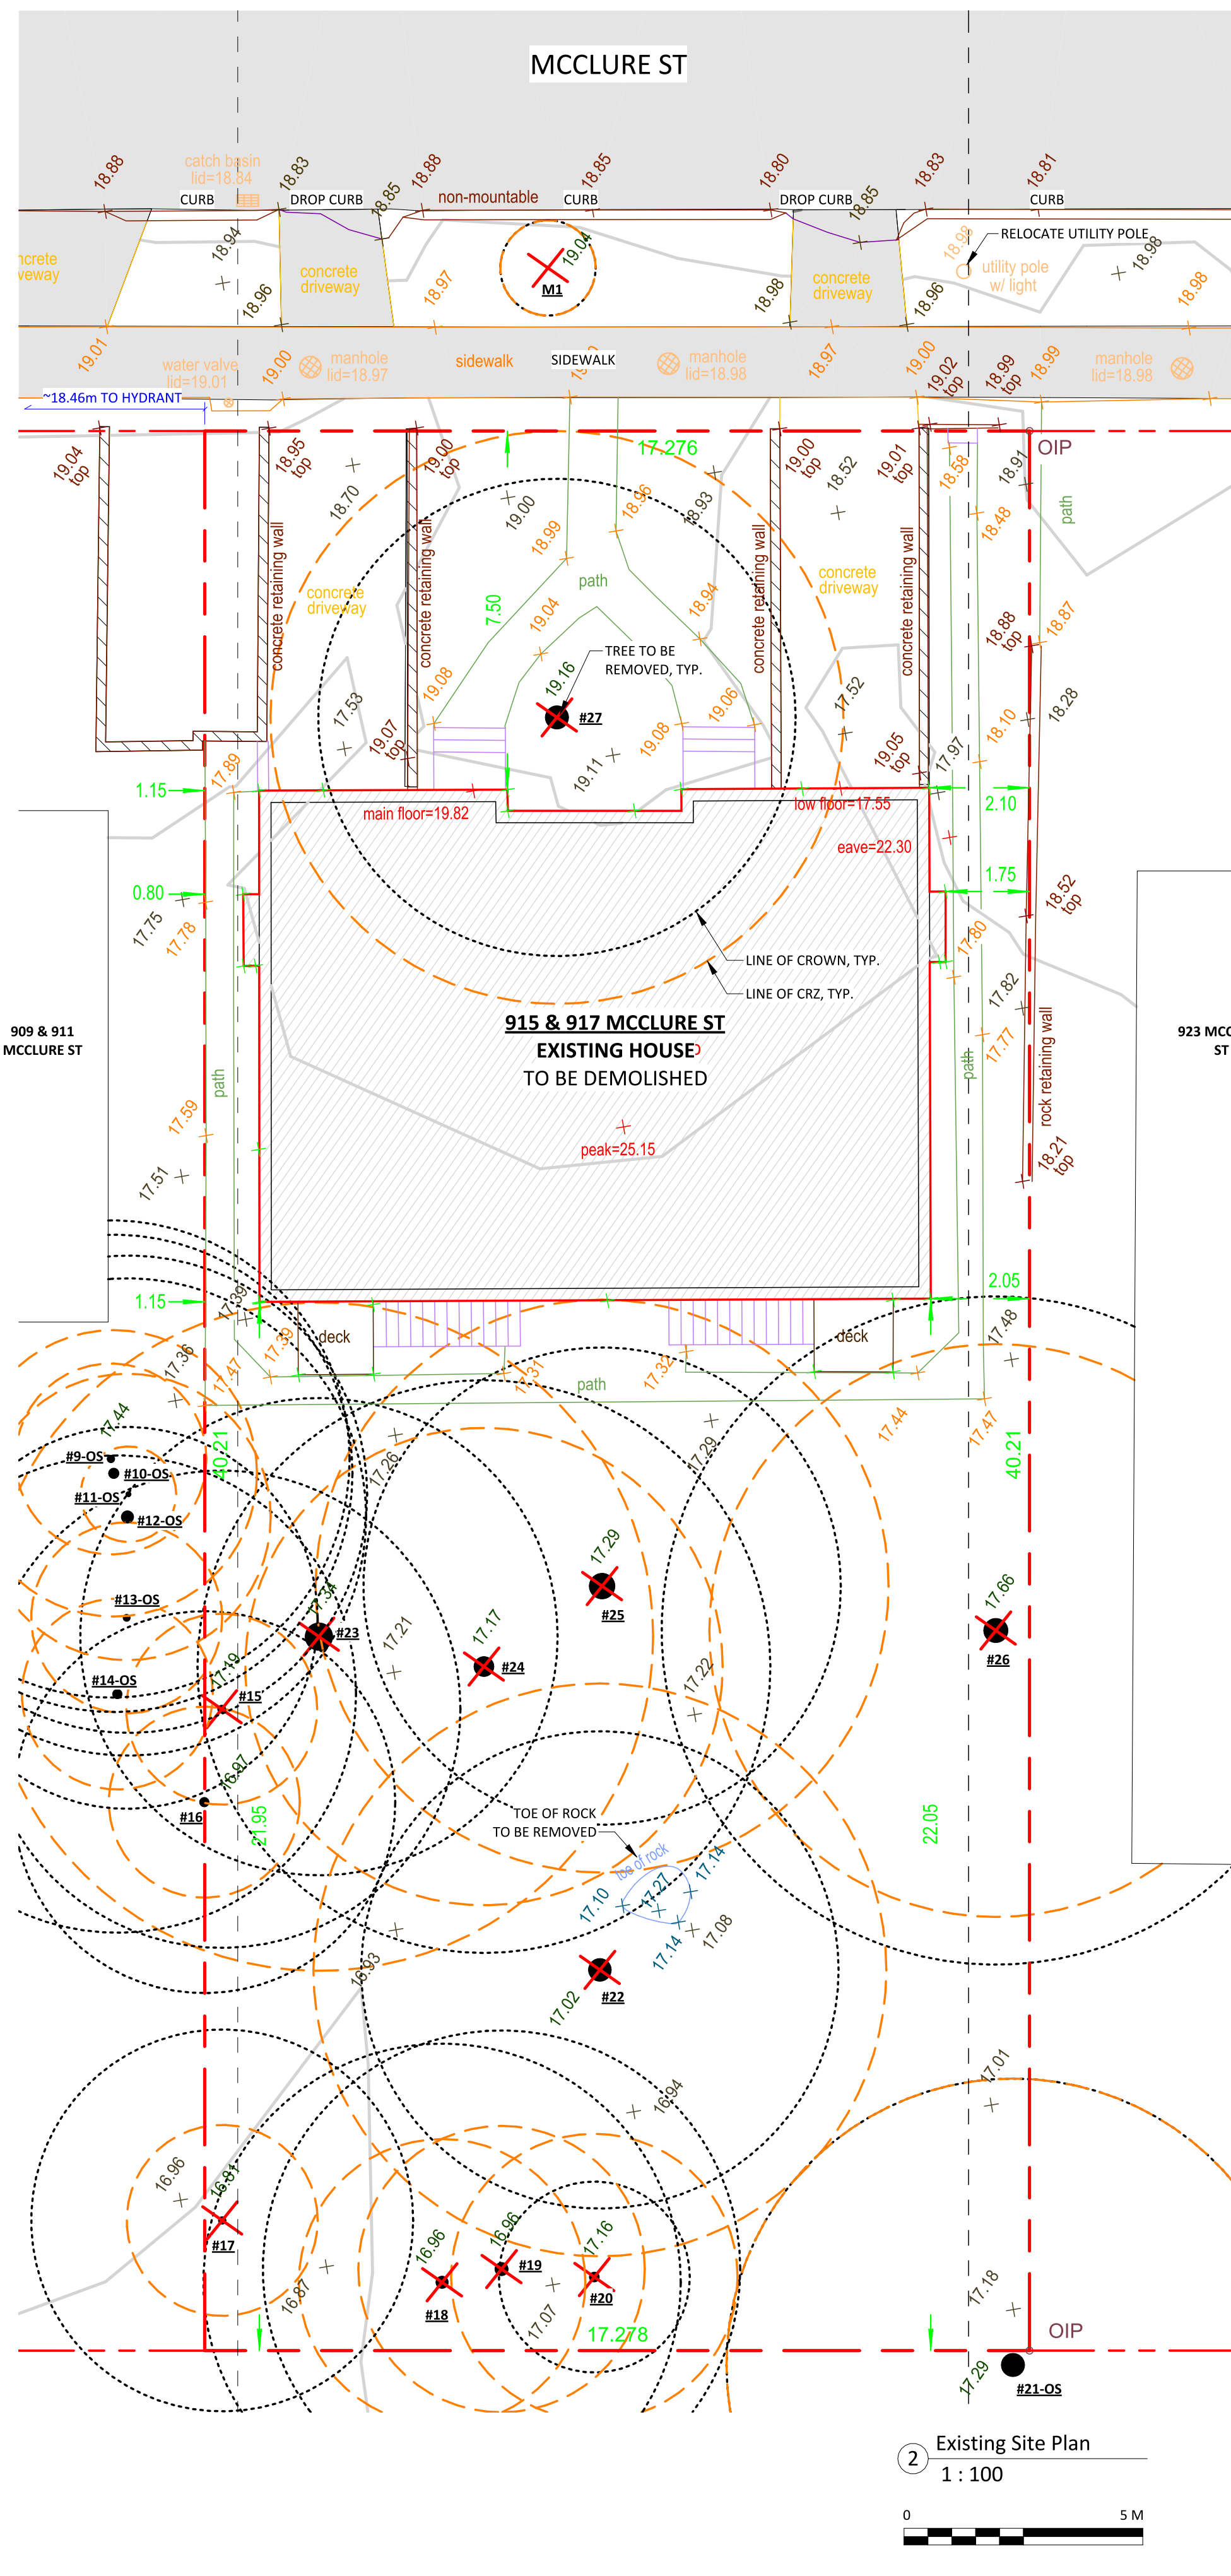 MCCLURE ST
18.88
catch basin
lid=18.84
CURB
18.83
DROP CURB
18.85
18.88
non-mountable
18.85
CURB
18.80
DROP CURB
18.85
18.83
18.81
CURB
18.94
19.04
18.98
RELOCATE UTILITY POLE
18.98
ncrete
veway
concrete
driveway
18.96
18.97
M1
18.98
concrete
driveway
18.96
utility pole
w/ light
18.98
19.01
water valve
lid=19.01
19.00
manhole
lid=18.97
sidewalk
SIDEWALK
manhole
lid=18.98
18.97
19.00
19.02
top
18.99
top
18.99
manhole
lid=18.98
~18.46m TO HYDRANT
19.04
top
18.95
top
19.00
top
17.276
19.00
top
19.01
top
18.58
OIP
18.70
19.00
18.96
18.93
18.52
18.91
18.48
path
18.99
concrete retaining wall
concrete retaining wall
concrete retaining wall
concrete retaining wall
concrete
driveway
path
concrete
driveway
7.50
19.04
18.94
18.88
top
18.87
TREE TO BE
REMOVED, TYP.
19.16
19.08
#27
19.06
17.53
17.52
18.28
18.10
19.07
top
19.08
19.05
top
17.97
17.89
19.11
1.15
main floor=19.82
low floor=17.55
2.10
eave=22.30
0.80
1.75
17.75
17.78
18.52
top
17.80
LINE OF CROWN, TYP.
LINE OF CRZ, TYP.
17.82
909 & 911
MCCLURE ST
915 & 917 MCCLURE ST
EXISTING HOUSE
TO BE DEMOLISHED
17.77
rock retaining wall
923 MCC
ST
path
path
17.59
peak=25.15
18.21
top
17.51
1.15
17.39
2.05
deck
deck
17.36
17.47
17.39
17.31
17.32
17.48
path
17.44
17.44
17.47
40.21
17.26
17.29
40.21
#9-OS
#10-OS
#11-OS
#12-OS
17.29
#13-OS
17.34
#23
17.21
17.17
#25
17.66
#26
#14-OS
17.19
#15
#24
17.22
16.97
#16
21.95
TOE OF ROCK
TO BE REMOVED
22.05
toe of rock
17.10
17.27
17.14
17.14
17.08
16.93
17.02
#22
16.94
17.01
16.96
16.81
#17
16.96
16.96
17.16
#19
#20
#18
16.87
17.07
17.18
17.278
OIP
17.29
#21-OS
2
Existing Site Plan
1 : 100
0
5 M